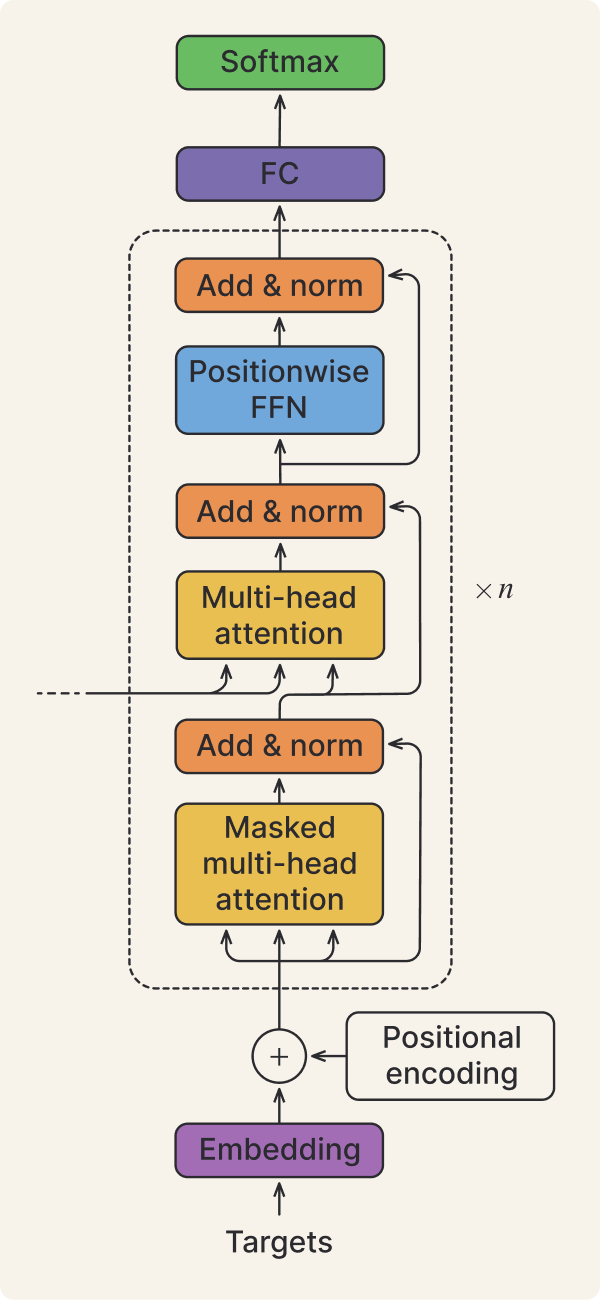 Softmax
FC
Add & norm
Positionwise
FFN
Add & norm
Multi-head
attention
× n
Add & norm
Masked
multi-head
attention
+
Positional
encoding
Embedding
Targets